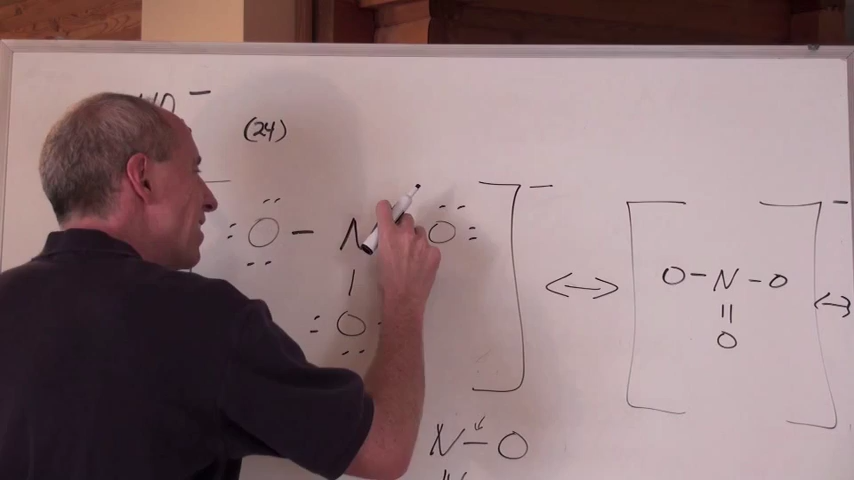 (24)
O - N O
O
O - N - O
O
N - O